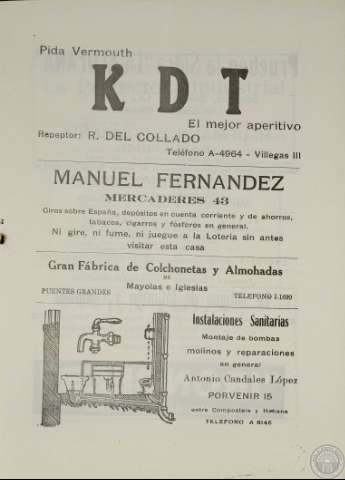 Pida Vermouth
KDT
El mejor aperitivo
Repeptor: R. DEL COLLADO
Teléfono A-4964 - Villegas III
MANUEL FERNANDEZ
MERCADERES 43
Giros sobre España, depósitos en cuenta corriente y de ahorros,
tabacos, cigarros y fósforos en general.
Ni gire, ni fume, ni juegue a la Lotería sin antes
visitar esta casa
Gran Fábrica de Colchonetas y Almohadas
DE
Mayolas e Iglesias
PUENTES GRANDES
TELEFONO
Instalaciones Sanitarias
Montaje de bombas
molinos y reparaciones
en general
Antonio Candales López
PORVENIR 15
entre Compostela y Habana
TELEFONO A 8146